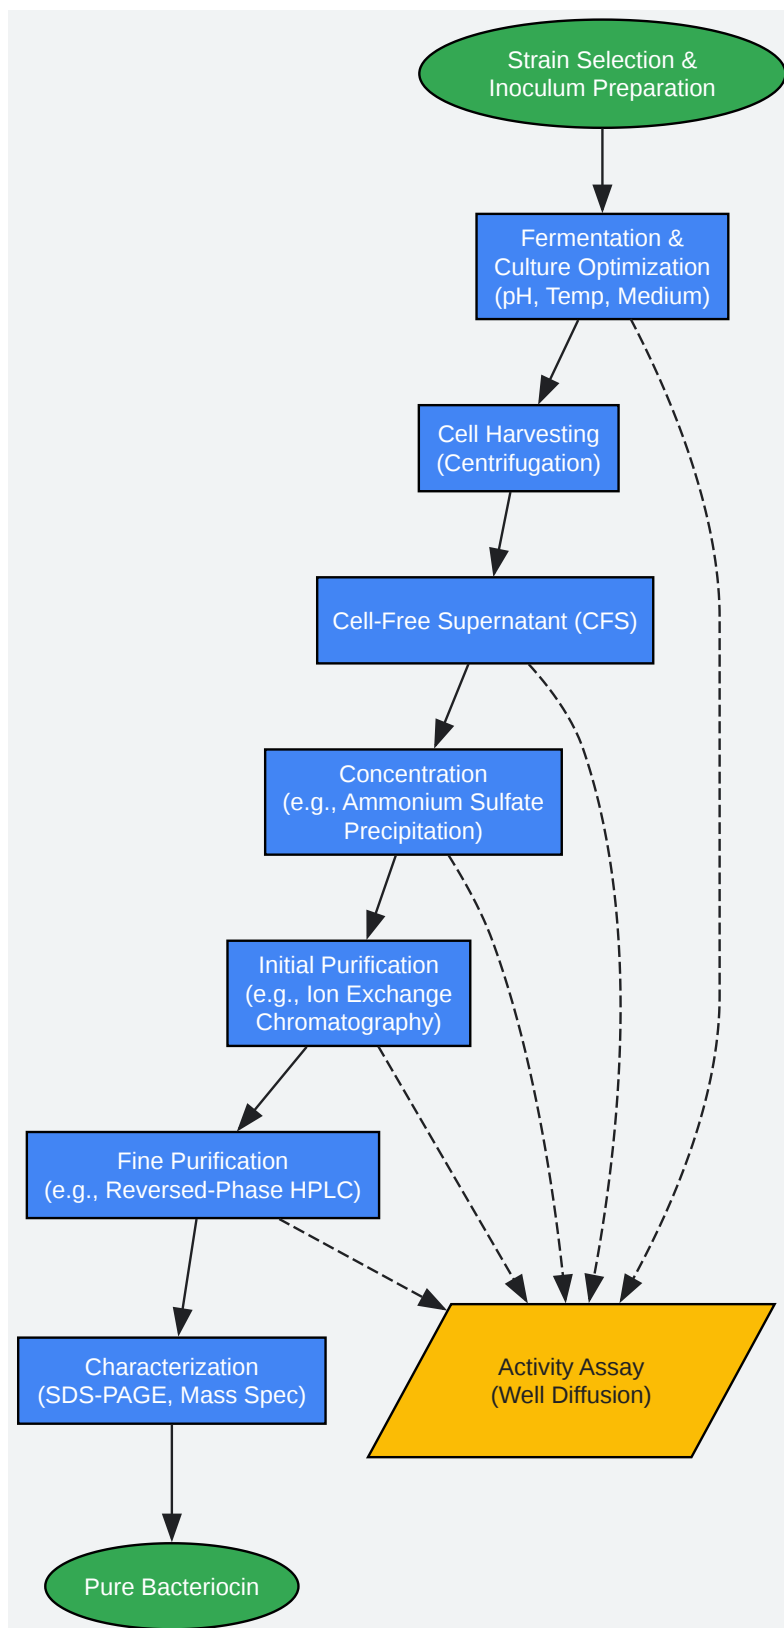 Strain Selection &
Inoculum Preparation
Fermentation &
Culture Optimization
(pH, Temp, Medium)
Cell Harvesting
(Centrifugation)
Cell-Free Supernatant (CFS)
Concentration
(e.g., Ammonium Sulfate
Precipitation)
Initial Purification
(e.g., Ion Exchange
Chromatography)
Fine Purification
(e.g., Reversed-Phase HPLC)
Characterization
(SDS-PAGE, Mass Spec)
Activity Assay
(Well Diffusion)
Pure Bacteriocin